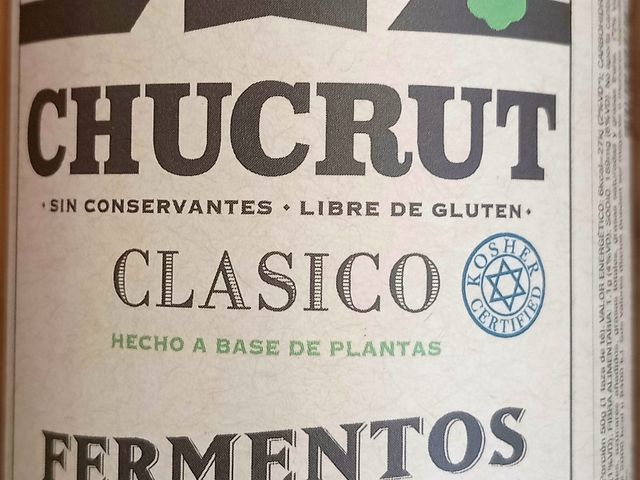 CHUCRUT
• SIN CONSERVANTES • LIBRE DE GLUTEN •
CLASICO
KOSHER
CERTIFIED
HECHO A BASE DE PLANTAS
FERMENTOS